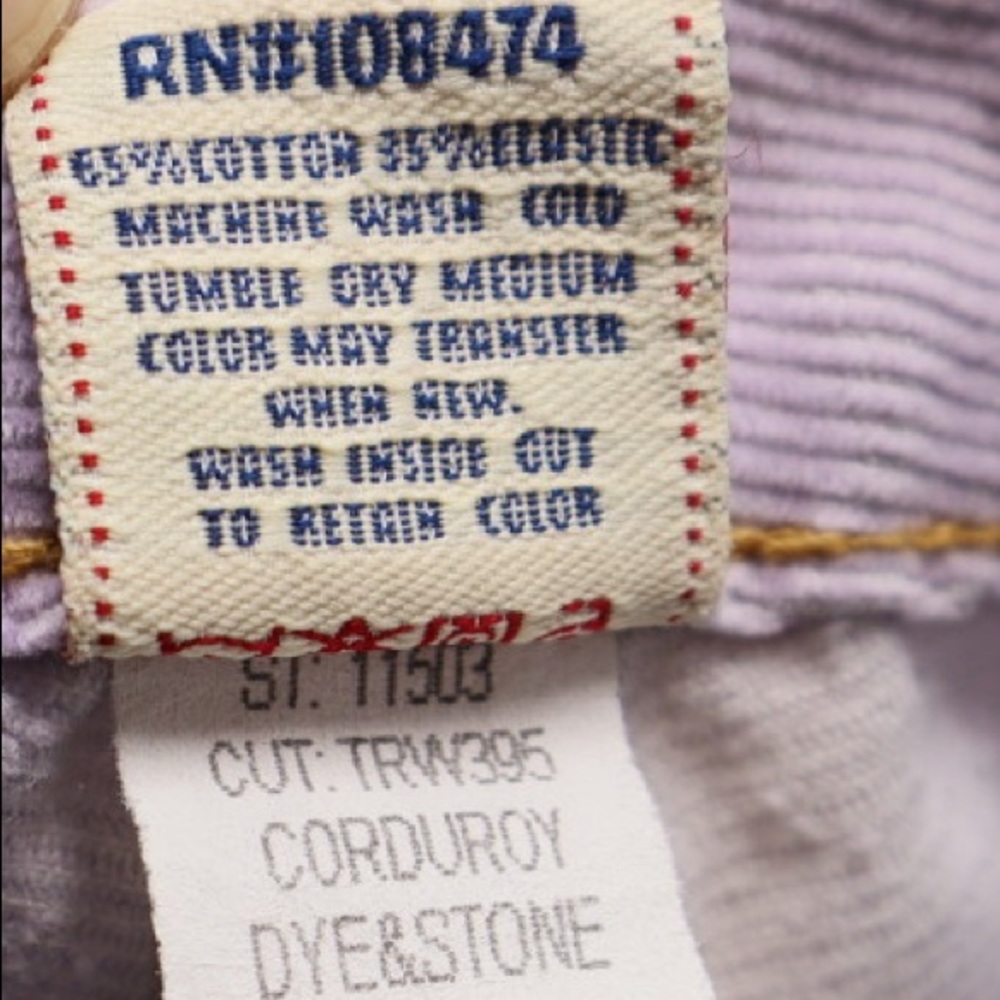 RN#108474
65%COTTON 35%ELASTIC
MACHINE WASH COLD
TUMBLE DRY MEDIUM
COLOR MAY TRANSFER
WHEN NEW.
WASH INSIDE OUT
TO RETAIN COLOR
ST: 11503
CUT: TRW395
CORDUROY
DYE&STONE